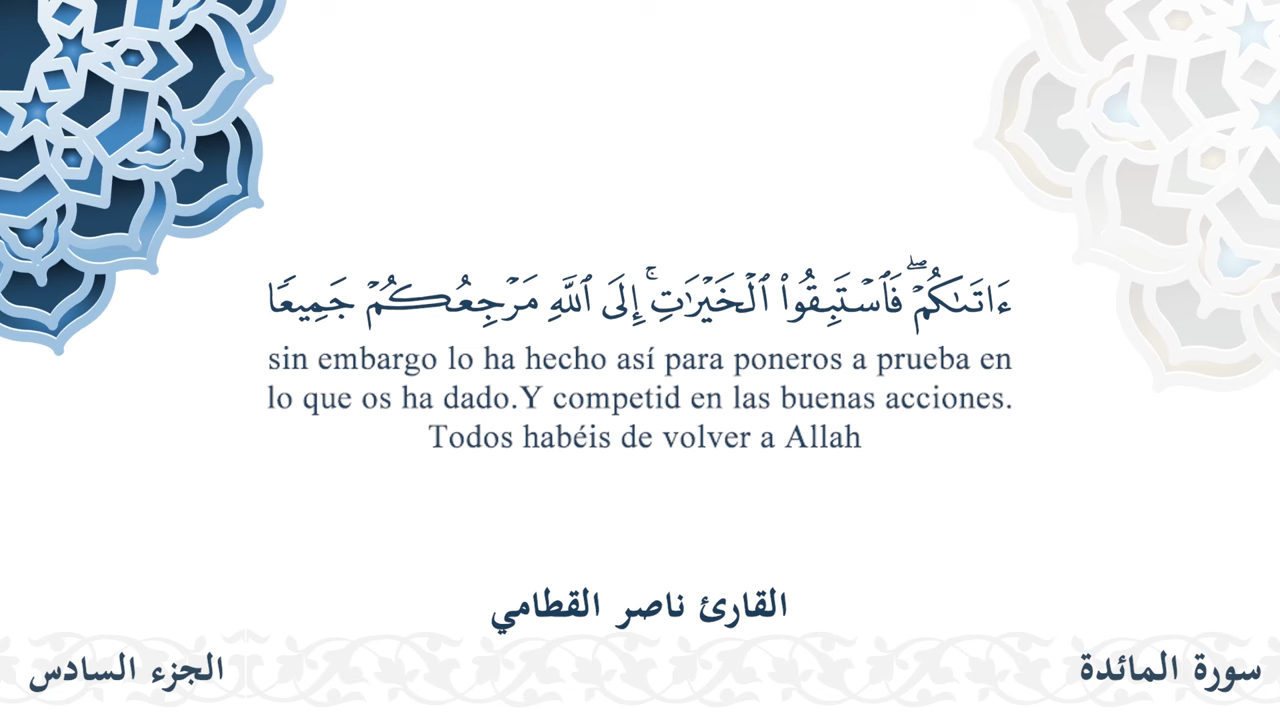 ءَاتَىٰكُمْ ۖ فَٱسْتَبِقُوا۟ ٱلْخَيْرَٰتِ ۚ إِلَى ٱللَّهِ مَرْجِعُكُمْ جَمِيعًا
sin embargo lo ha hecho así para poneros a prueba en
lo que os ha dado.Y competid en las buenas acciones.
Todos habéis de volver a Allah
القارئ ناصر القطامي
سورة المائدة
الجزء السادس